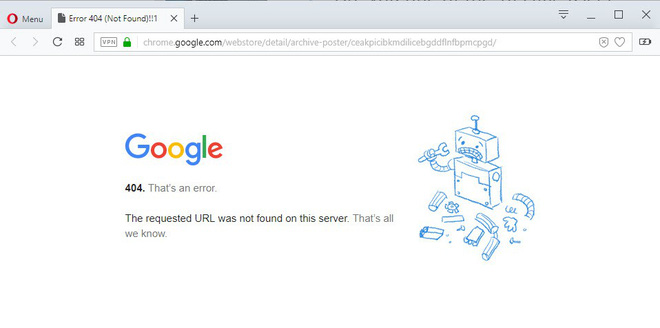 Menu
Error 404 (Not Found)!!1
VPN
chrome.google.com/webstore/detail/archive-poster/ceakpicibkmdilicebgddflnfbpmcpgd/
Google
404. That's an error.
The requested URL was not found on this server. That's all
we know.